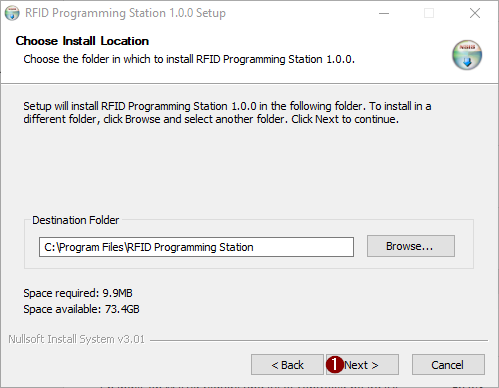 RFID Programming Station 1.0.0 Setup
Choose Install Location
Choose the folder in which to install RFID Programming Station 1.0.0.
Setup will install RFID Programming Station 1.0.0 in the following folder. To install in a
different folder, click Browse and select another folder. Click Next to continue.
Destination Folder
C:\Program Files\RFID Programming Station
Browse...
Space required: 9.9MB
Space available: 73.4GB
Nullsoft Install System v3.01
< Back
1 Next >
Cancel